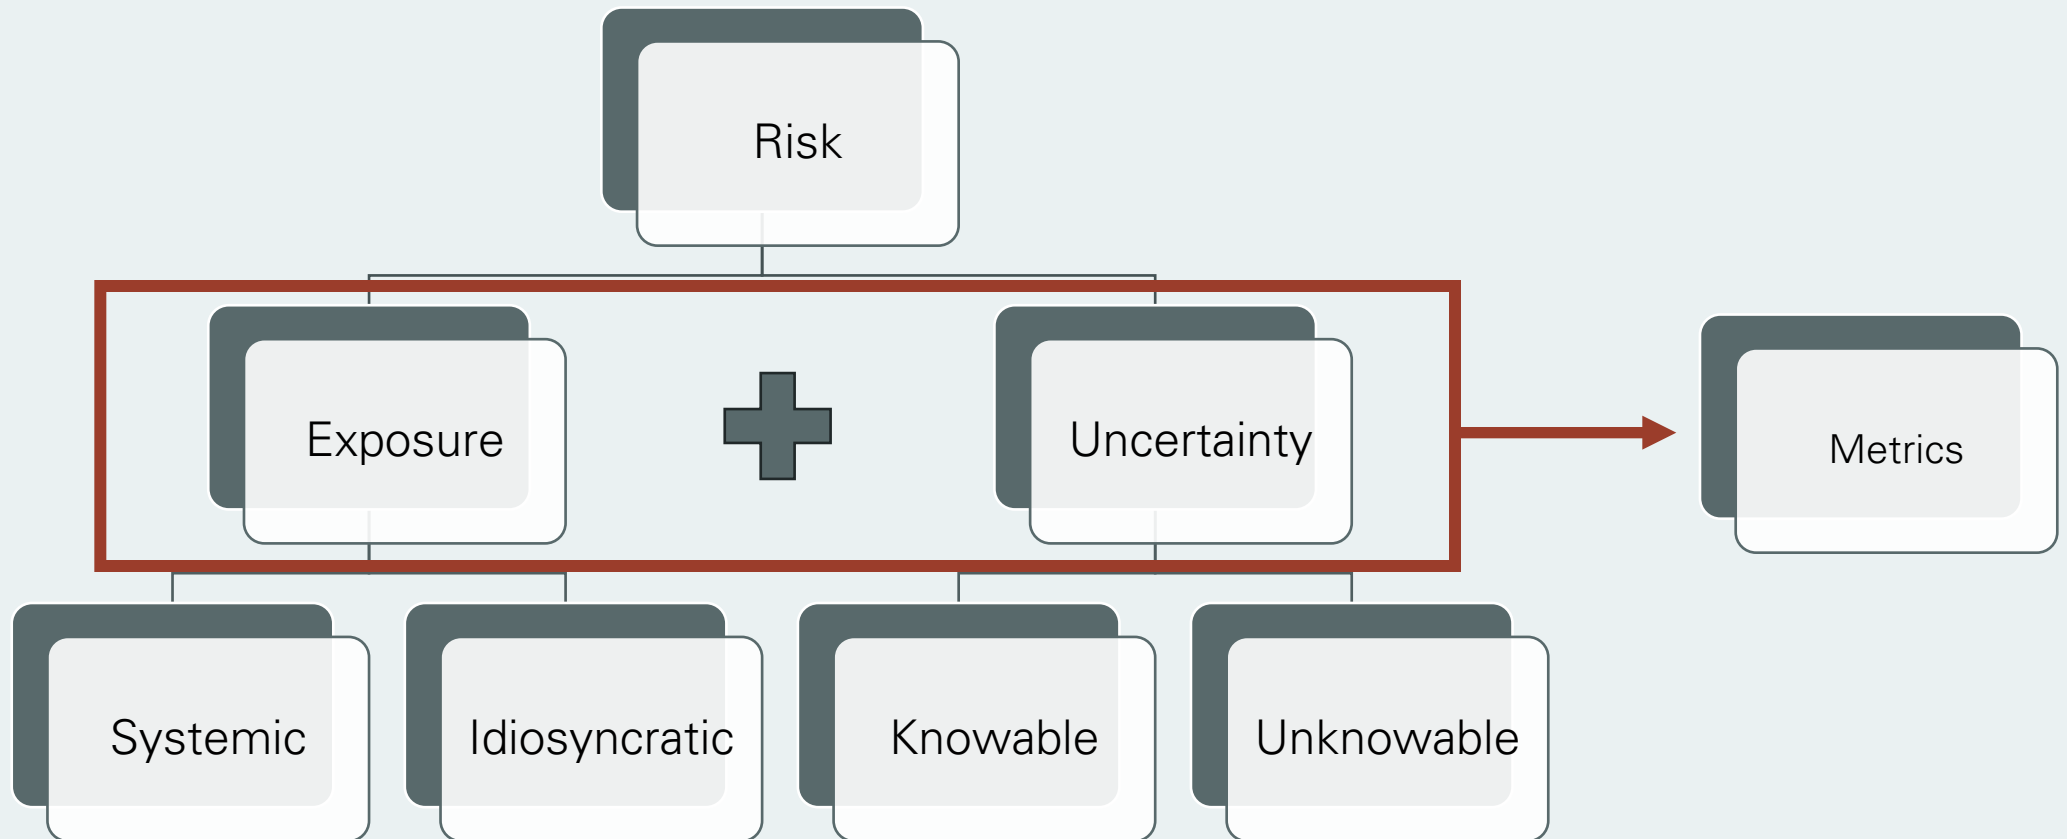 Risk
Exposure
Uncertainty
Metrics
Systemic
Idiosyncratic
Knowable
Unknowable